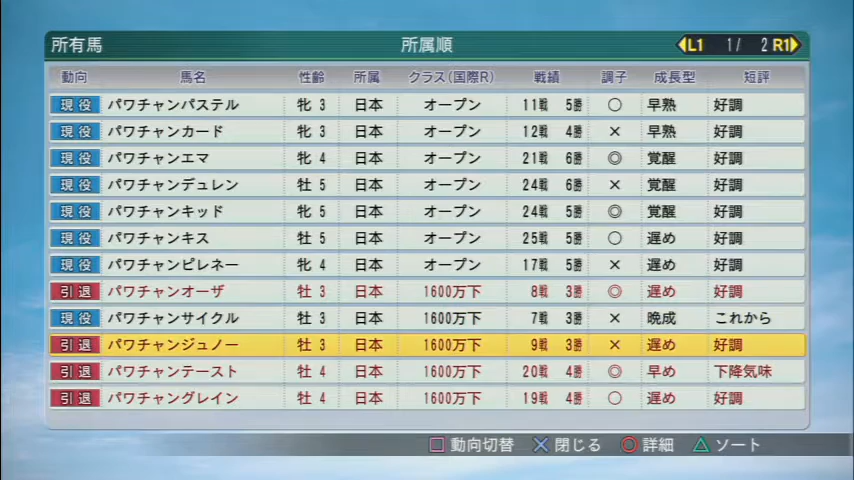 所有馬 所属順 L1 1/ 2 R1
動向 馬名 性齢 所属 クラス(国際R) 戦績 調子 成長型 短評
現役 パワチャンパステル 牝 3 日本 オープン 11戦 5勝 ○ 早熟 好調
現役 パワチャンカード 牝 3 日本 オープン 12戦 4勝 × 早熟 好調
現役 パワチャンエマ 牝 4 日本 オープン 21戦 6勝 ◎ 覚醒 好調
現役 パワチャンデュレン 牡 5 日本 オープン 24戦 6勝 × 覚醒 好調
現役 パワチャンキッド 牝 5 日本 オープン 24戦 5勝 ◎ 覚醒 好調
現役 パワチャンキス 牡 5 日本 オープン 25戦 5勝 ○ 遅め 好調
現役 パワチャンピレネー 牝 4 日本 オープン 17戦 5勝 × 遅め 好調
引退 パワチャンオーザ 牡 3 日本 1600万下 8戦 3勝 ◎ 遅め 好調
現役 パワチャンサイクル 牡 3 日本 1600万下 7戦 3勝 × 晩成 これから
引退 パワチャンジュノー 牡 3 日本 1600万下 9戦 3勝 × 遅め 好調
引退 パワチャンテースト 牡 4 日本 1600万下 20戦 4勝 ◎ 早め 下降気味
引退 パワチャングレイン 牡 4 日本 1600万下 19戦 4勝 ○ 遅め 好調
□ 動向切替 × 閉じる ○ 詳細 △ ソート